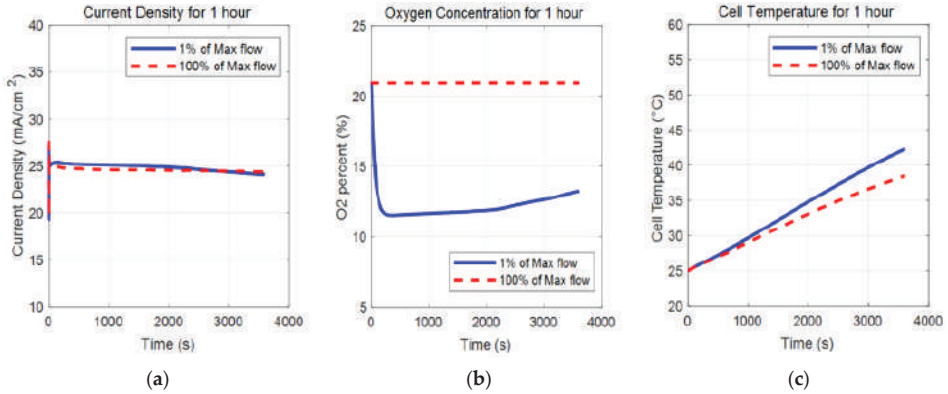 Current Density for 1 hour
40
35
30
25
20
15
10
0
1000
2000
3000
4000
Current Density (mA/cm²)
Time (s)
1% of Max flow
100% of Max flow
(a)
Oxygen Concentration for 1 hour
25
20
15
10
5
0
1000
2000
3000
4000
O2 percent (%)
Time (s)
1% of Max flow
100% of Max flow
(b)
Cell Temperature for 1 hour
60
55
50
45
40
35
30
25
20
0
1000
2000
3000
4000
Cell Temperature (°C)
Time (s)
1% of Max flow
100% of Max flow
(c)